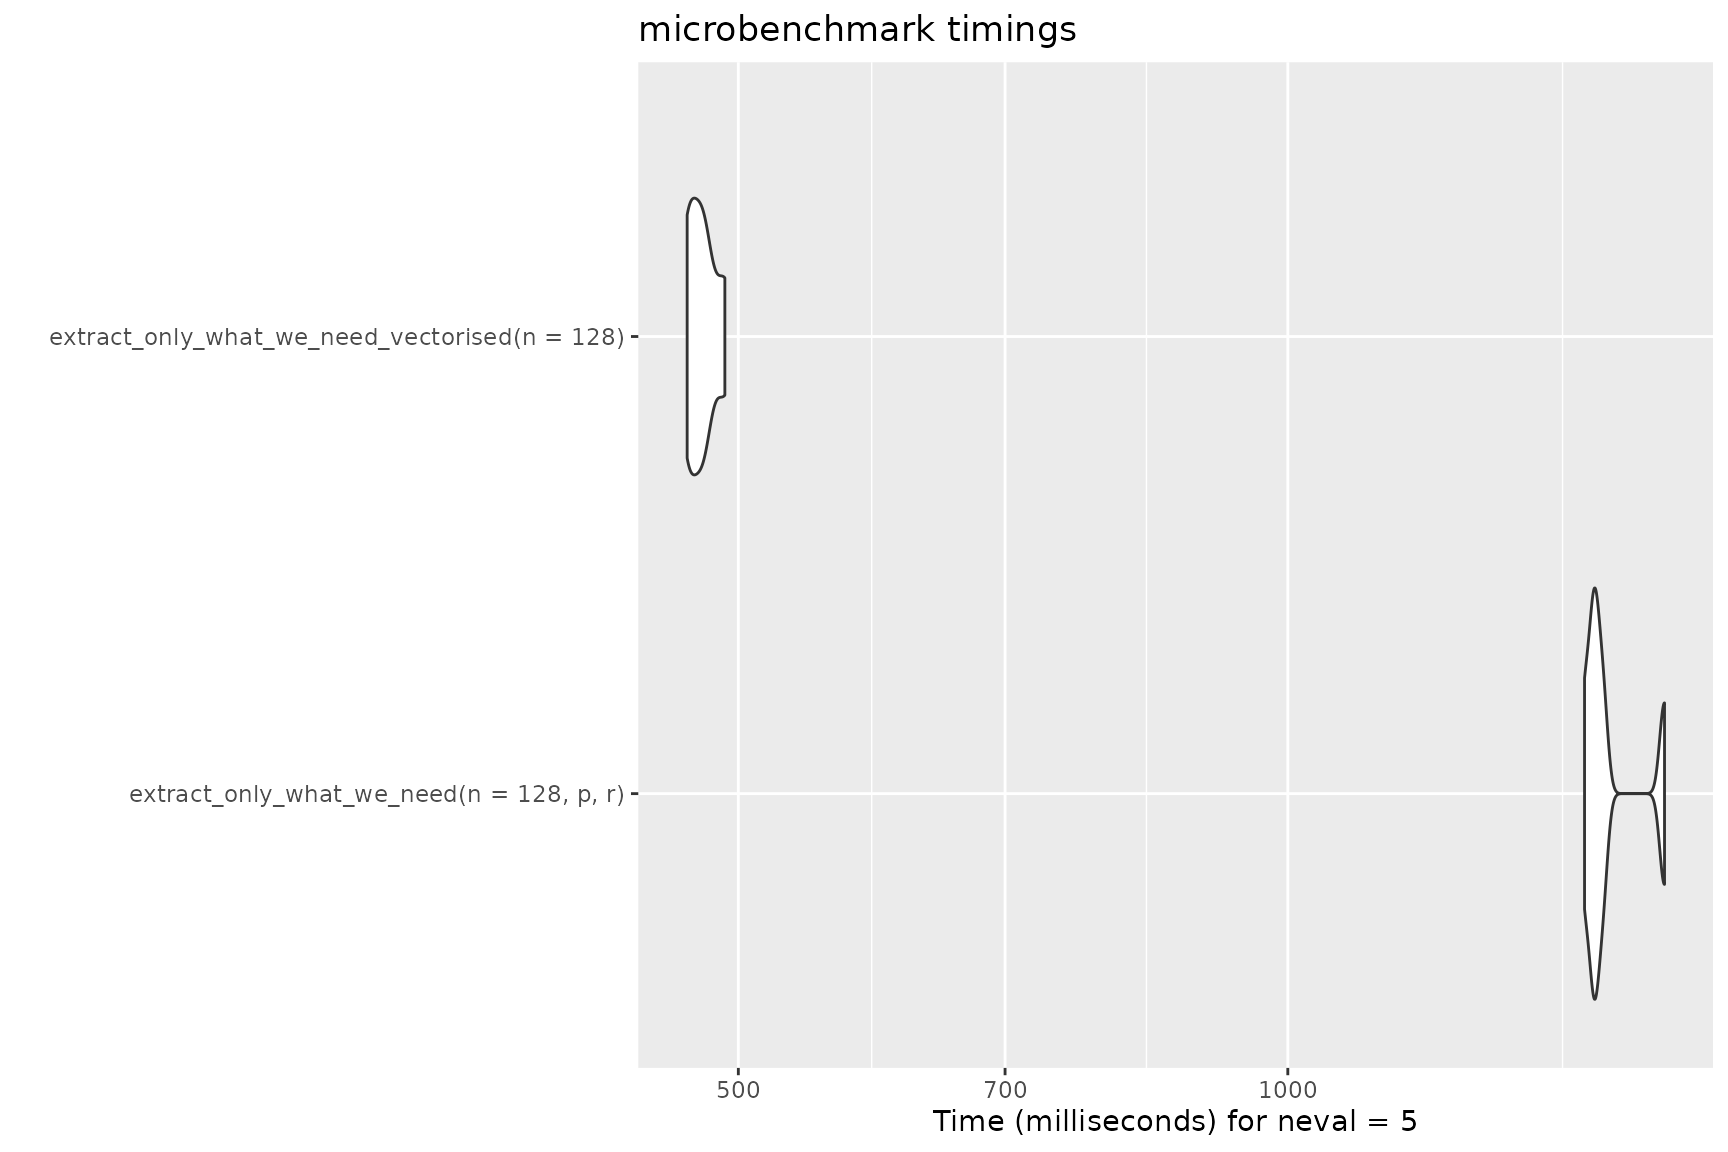 microbenchmark timings
extract_only_what_we_need_vectorised(n = 128)
extract_only_what_we_need(n = 128, p, r)
500 700 1000
Time (milliseconds) for neval = 5